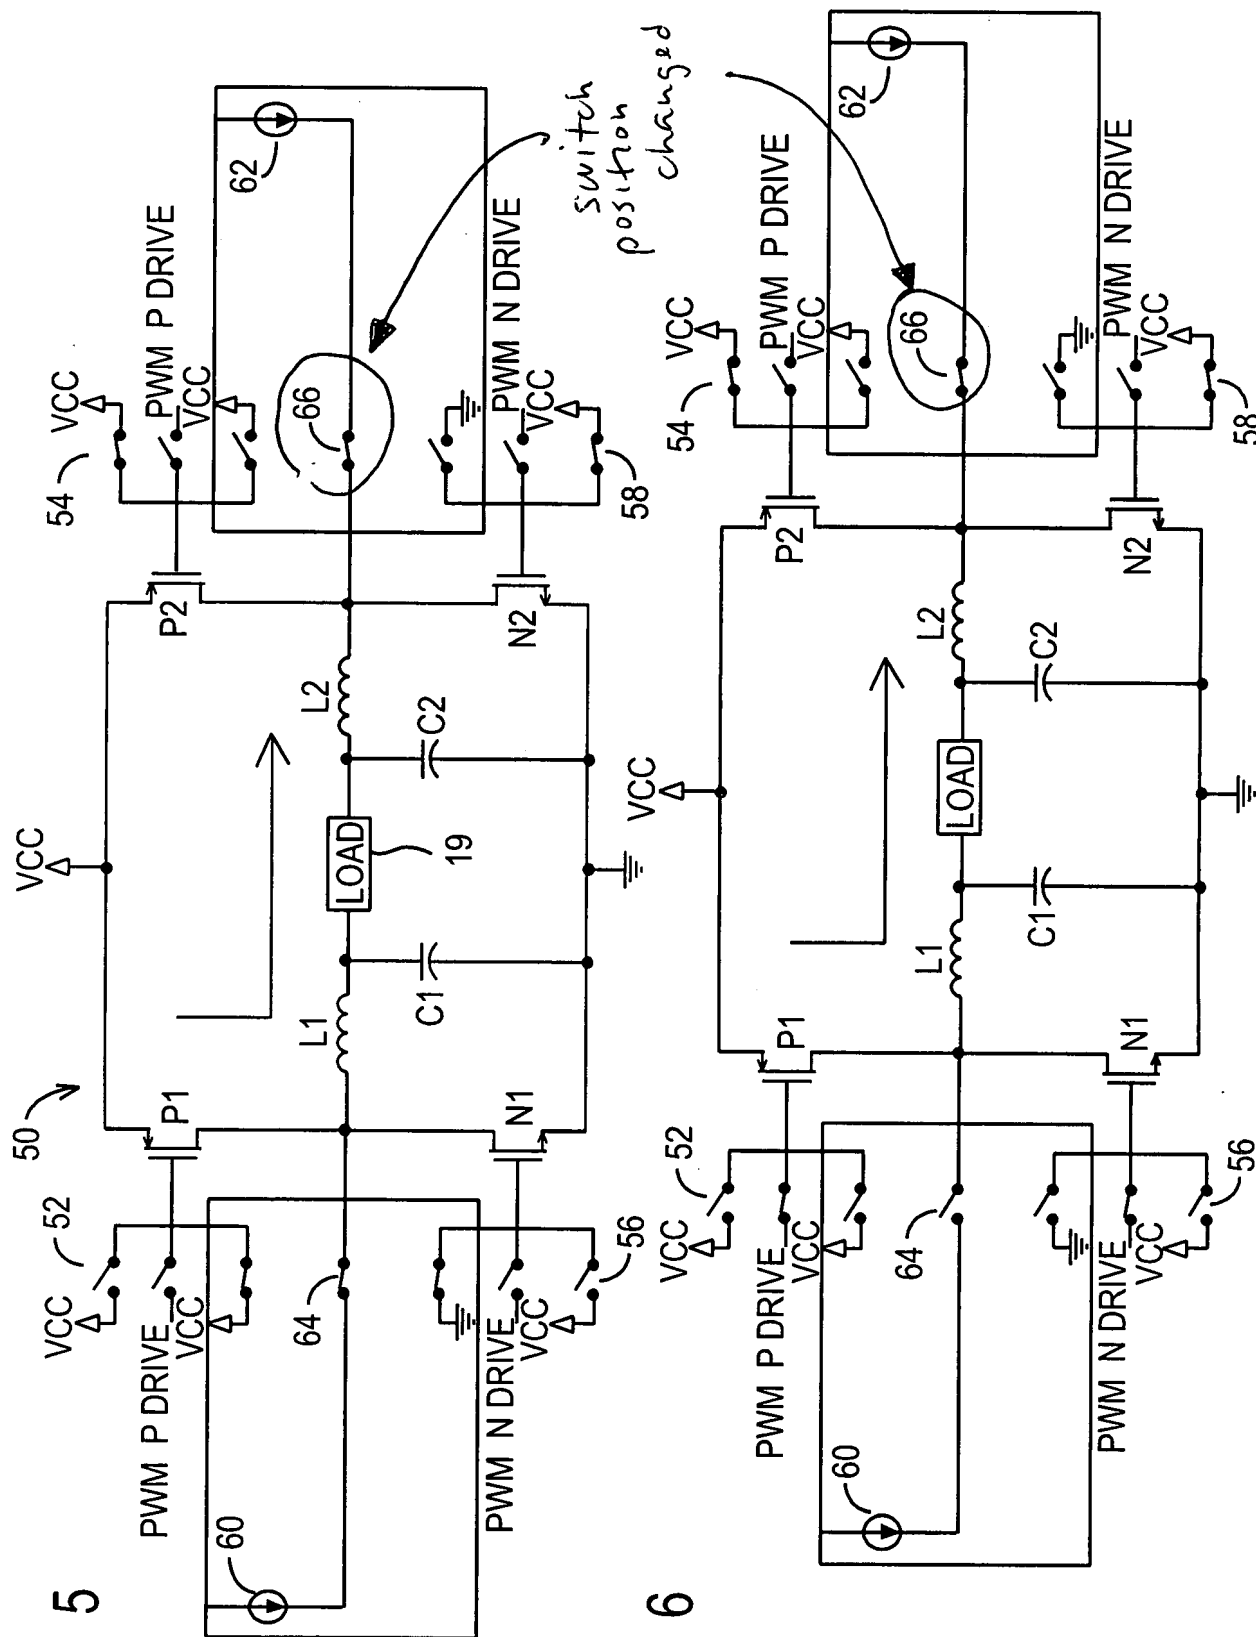 5
50
VCC
52
VCC
PWM P DRIVE
VCC
P1
P2
54
VCC
PWM P DRIVE
VCC
60
64
L1
LOAD
19
L2
66
62
C1
C2
PWM N DRIVE
VCC
56
N1
N2
PWM N DRIVE
VCC
58
switch
position
changed
6
VCC
52
VCC
PWM P DRIVE
VCC
P1
P2
54
VCC
PWM P DRIVE
VCC
60
64
L1
LOAD
L2
66
62
C1
C2
PWM N DRIVE
VCC
56
N1
N2
PWM N DRIVE
VCC
58